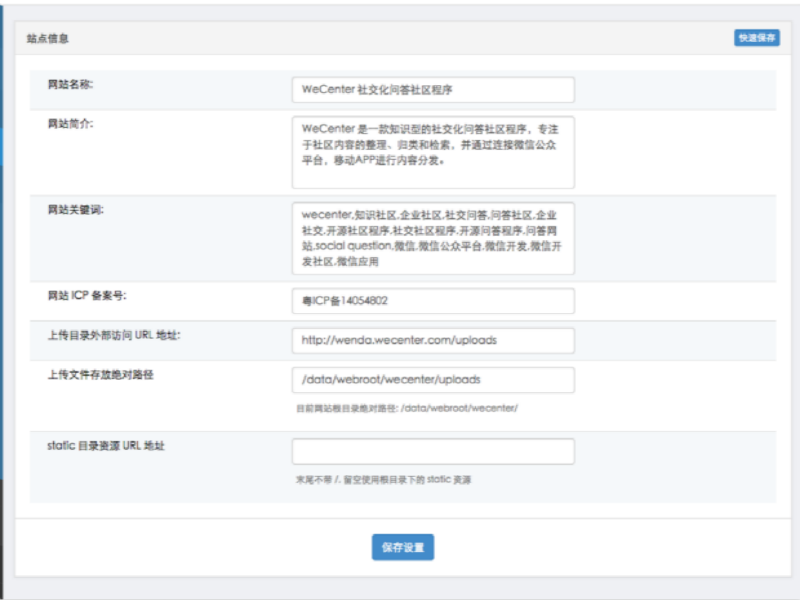 站点信息
快速保存
网站名称:
WeCenter 社交化问答社区程序
网站简介:
WeCenter 是一款知识型的社交化问答社区程序，专注
于社区内容的整理、归类和检索，并通过连接微信公众
平台，移动APP进行内容分发。
网站关键词:
wecenter,知识社区,企业社区,社交问答,问答社区,企业
社交,开源社区程序,社交社区程序,开源问答程序,问答网
站,social question,微信,微信公众平台,微信开发,微信开
发社区,微信应用
网站 ICP 备案号:
粤ICP备14054802
上传目录外部访问 URL 地址:
http://wenda.wecenter.com/uploads
上传文件存放绝对路径
/data/webroot/wecenter/uploads
目前网站根目录绝对路径: /data/webroot/wecenter/
static 目录资源 URL 地址
末尾不带 /, 留空使用根目录下的 static 资源
保存设置